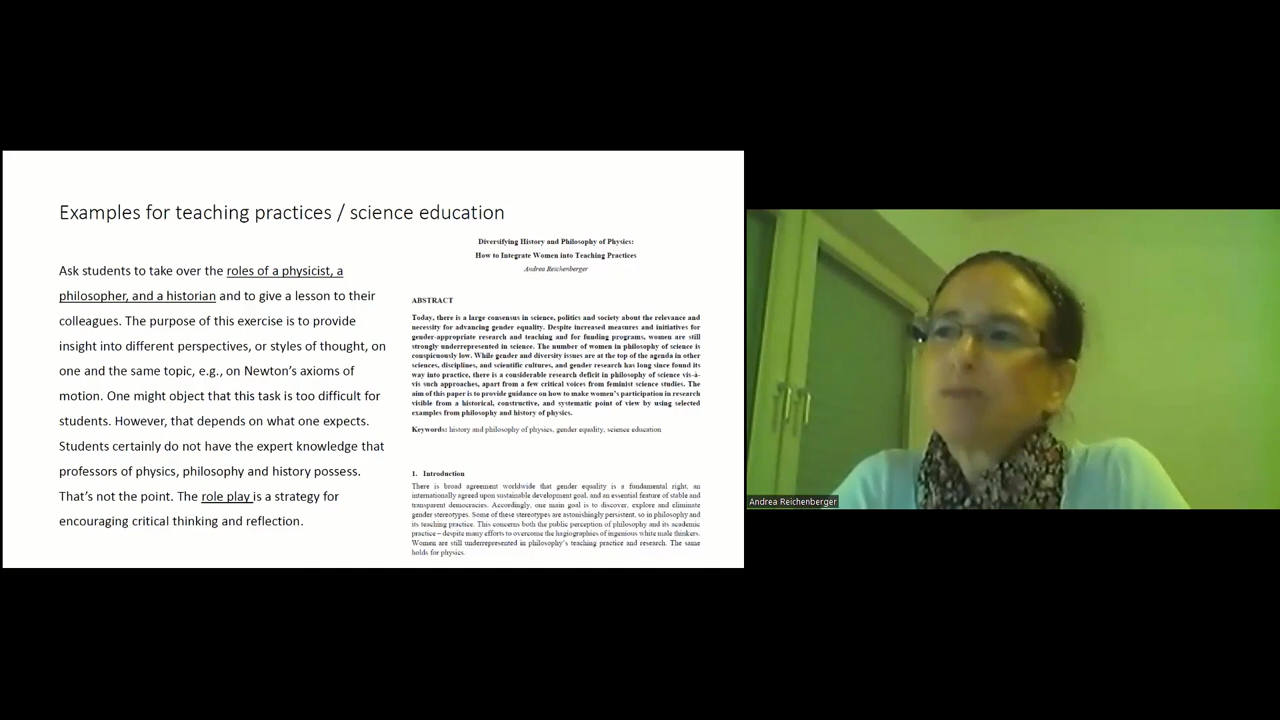 Examples for teaching practices / science education
Ask students to take over the roles of a physicist, a
philosopher, and a historian and to give a lesson to their
colleagues. The purpose of this exercise is to provide
insight into different perspectives, or styles of thought, on
one and the same topic, e.g., on Newton's axioms of
motion. One might object that this task is too difficult for
students. However, that depends on what one expects.
Students certainly do not have the expert knowledge that
professors of physics, philosophy and history possess.
That's not the point. The role play is a strategy for
encouraging critical thinking and reflection.
Diversifying History and Philosophy of Physics:
How to Integrate Women into Teaching Practices
Andrea Reichenberger
ABSTRACT
Today, there is a large consensus in science, politics and society about the relevance and
necessity for advancing gender equality. Despite increased measures and initiatives for
gender-appropriate research and teaching and for funding programs, women are still
strongly underrepresented in science. The number of women in philosophy of science is
conspicuously low. While gender and diversity issues are at the top of the agenda in other
sciences, disciplines, and scientific cultures, and gender research has long since found its
way into practice, there is a considerable research deficit in philosophy of science vis-à-
vis such approaches, apart from a few critical voices from feminist science studies. The
aim of this paper is to provide guidance on how to make women's participation in research
visible from a historical, constructive, and systematic point of view by using selected
examples from philosophy and history of physics.
Keywords: history and philosophy of physics, gender equality, science education
1. Introduction
There is broad agreement worldwide that gender equality is a fundamental right, an
internationally agreed upon sustainable development goal, and an essential feature of stable and
transparent democracies. Accordingly, one main goal is to discover, explore and eliminate
gender stereotypes. Some of these stereotypes are astonishingly persistent, so in philosophy and
its teaching practice. This concerns both the public perception of philosophy and its academic
practice – despite many efforts to overcome the hagiographies of ingenious white male thinkers.
Women are still underrepresented in philosophy's teaching practice and research. The same
holds for physics.
Andrea Reichenberger